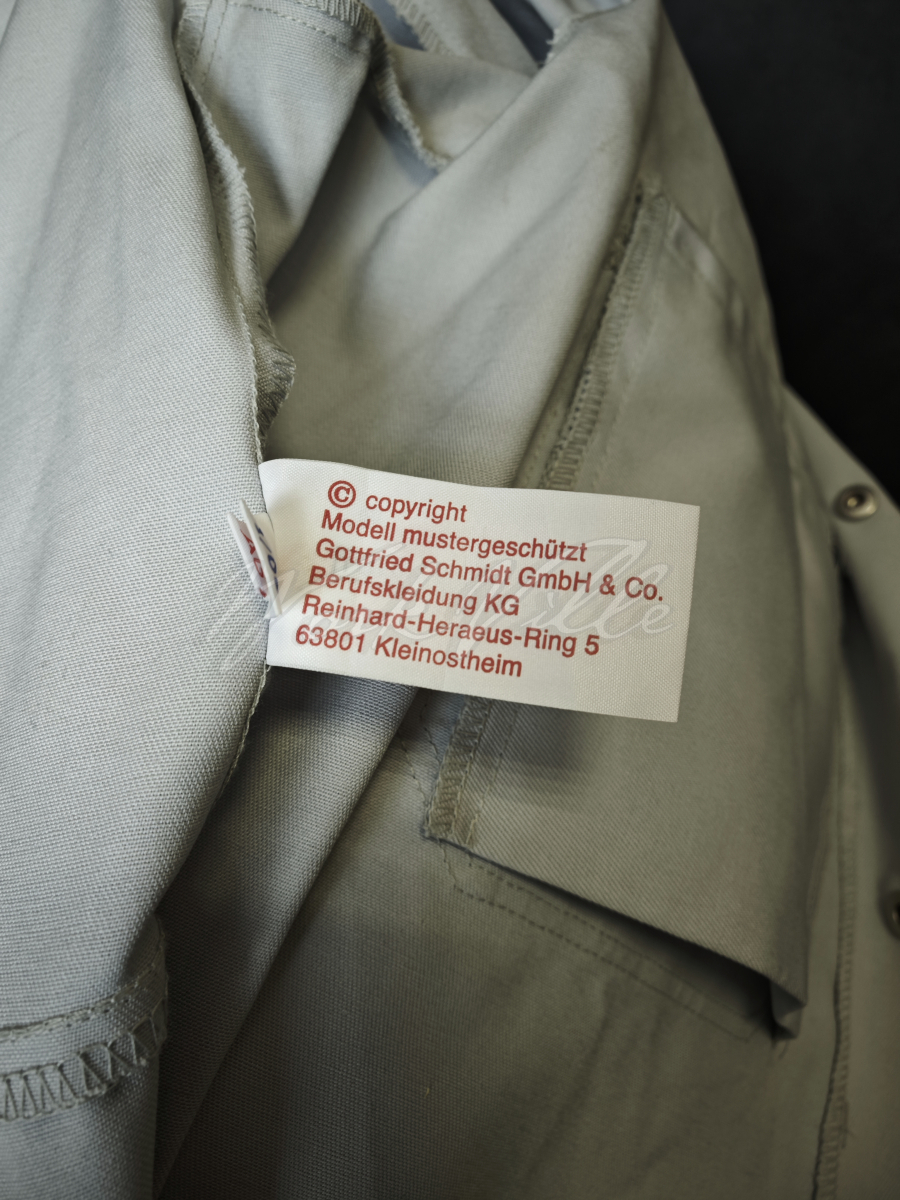 © copyright
Modell mustergeschützt
Gottfried Schmidt GmbH & Co.
Berufskleidung KG
Reinhard-Heraeus-Ring 5
63801 Kleinostheim